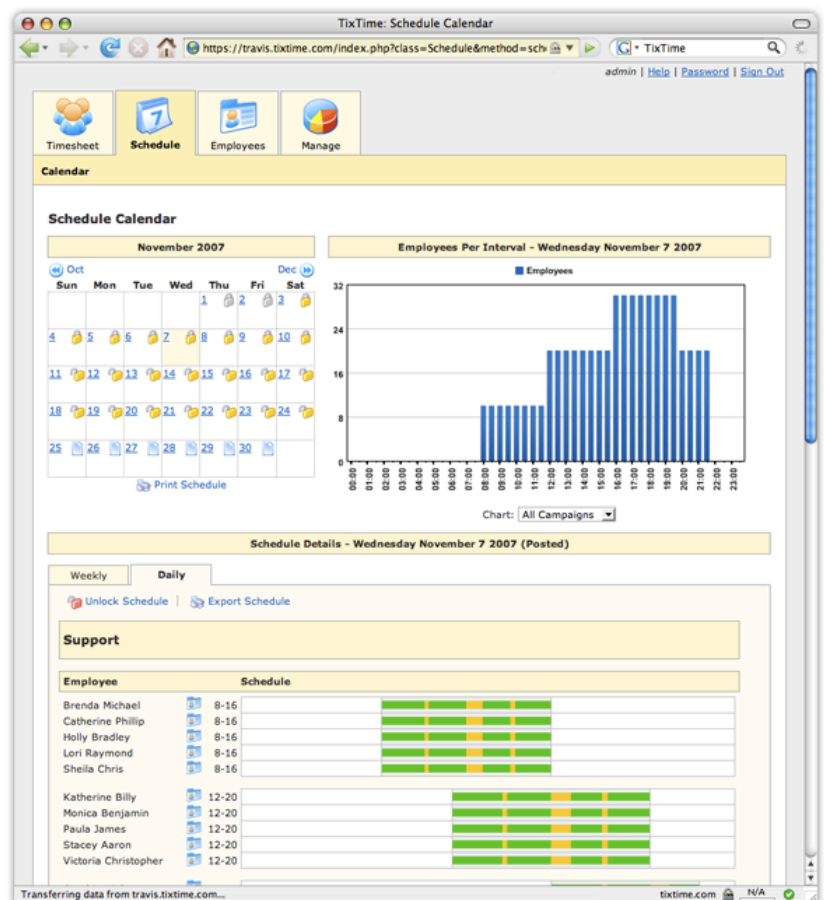 TixTime: Schedule Calendar
https://travis.tixtime.com/index.php?class=Schedule&method=sch
G TixTime
admin | Help | Password | Sign Out
7
Timesheet Schedule Employees Manage
Calendar
Schedule Calendar
November 2007
Oct Dec
Sun Mon Tue Wed Thu Fri Sat
1 2 3
4 5 6 7 8 9 10
11 12 13 14 15 16 17
18 19 20 21 22 23 24
25 26 27 28 29 30
Print Schedule
Employees Per Interval - Wednesday November 7 2007
Employees
32
24
16
8
0
00:00 01:00 02:00 03:00 04:00 05:00 06:00 07:00 08:00 09:00 10:00 11:00 12:00 13:00 14:00 15:00 16:00 17:00 18:00 19:00 20:00 21:00 22:00 23:00
Chart: All Campaigns
Schedule Details - Wednesday November 7 2007 (Posted)
Weekly Daily
Unlock Schedule | Export Schedule
Support
Employee Schedule
Brenda Michael 8-16
Catherine Phillip 8-16
Holly Bradley 8-16
Lori Raymond 8-16
Sheila Chris 8-16
Katherine Billy 12-20
Monica Benjamin 12-20
Paula James 12-20
Stacey Aaron 12-20
Victoria Christopher 12-20
Transferring data from travis.tixtime.com...
tixtime.com N/A